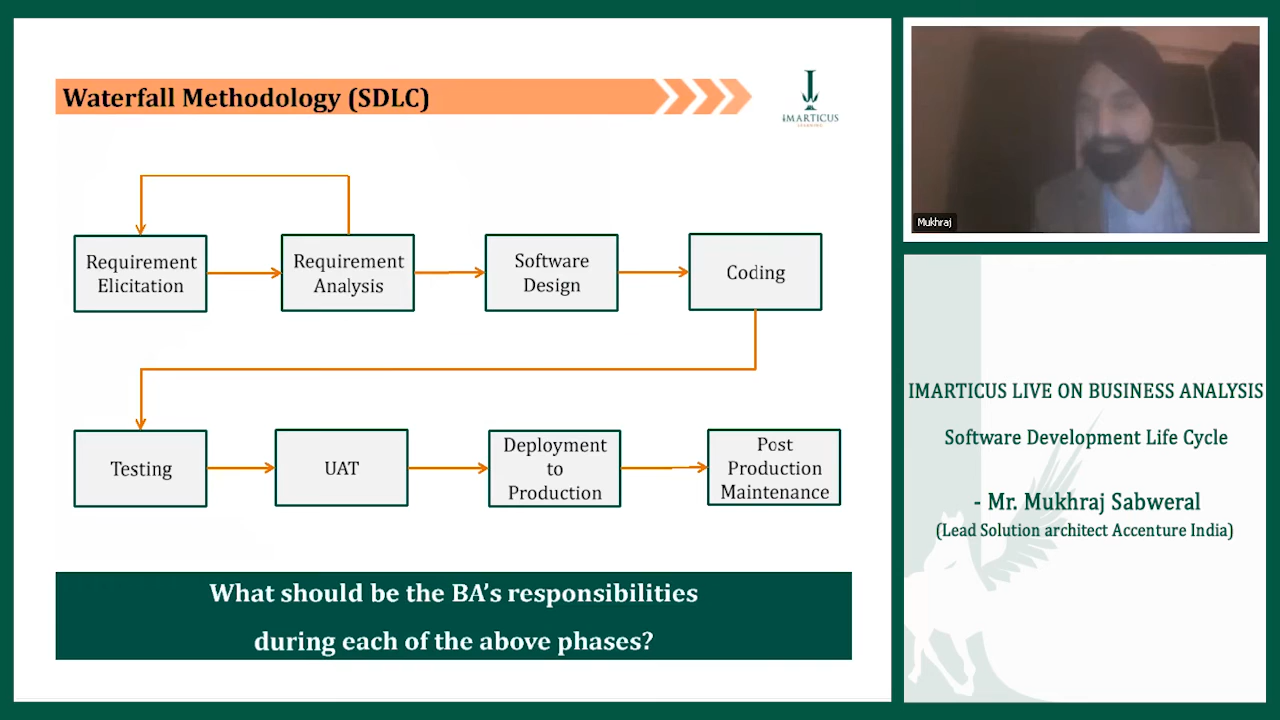 Waterfall Methodology (SDLC)
IMARTICUS
LEARNING
Requirement
Elicitation
Requirement
Analysis
Software
Design
Coding
Testing
UAT
Deployment
to
Production
Post
Production
Maintenance
What should be the BA's responsibilities
during each of the above phases?
Mukhraj
IMARTICUS LIVE ON BUSINESS ANALYSIS
Software Development Life Cycle
- Mr. Mukhraj Sabweral
(Lead Solution architect Accenture India)